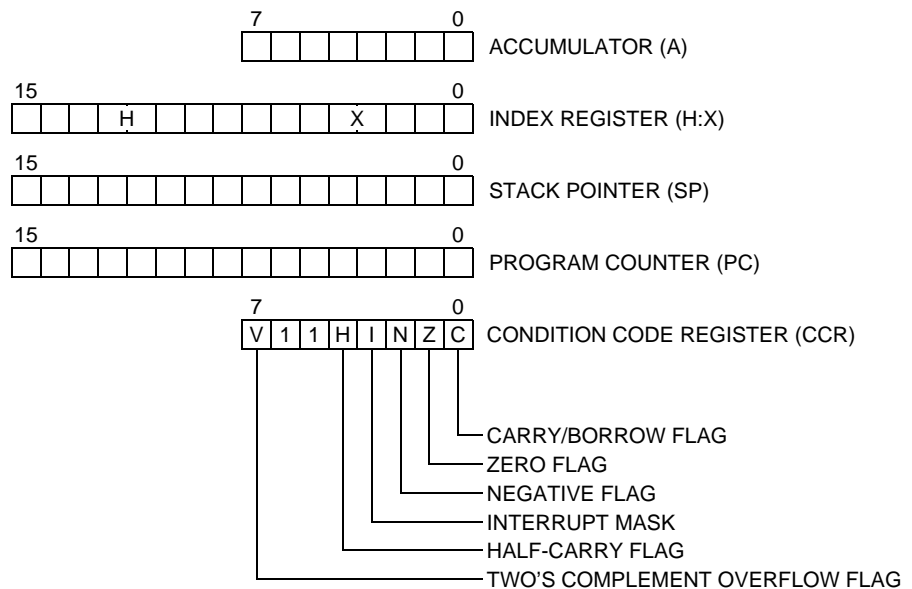 7 0
ACCUMULATOR (A)
15 0
H X INDEX REGISTER (H:X)
15 0
STACK POINTER (SP)
15 0
PROGRAM COUNTER (PC)
7 0
V 1 1 H I N Z C CONDITION CODE REGISTER (CCR)
CARRY/BORROW FLAG
ZERO FLAG
NEGATIVE FLAG
INTERRUPT MASK
HALF-CARRY FLAG
TWO'S COMPLEMENT OVERFLOW FLAG